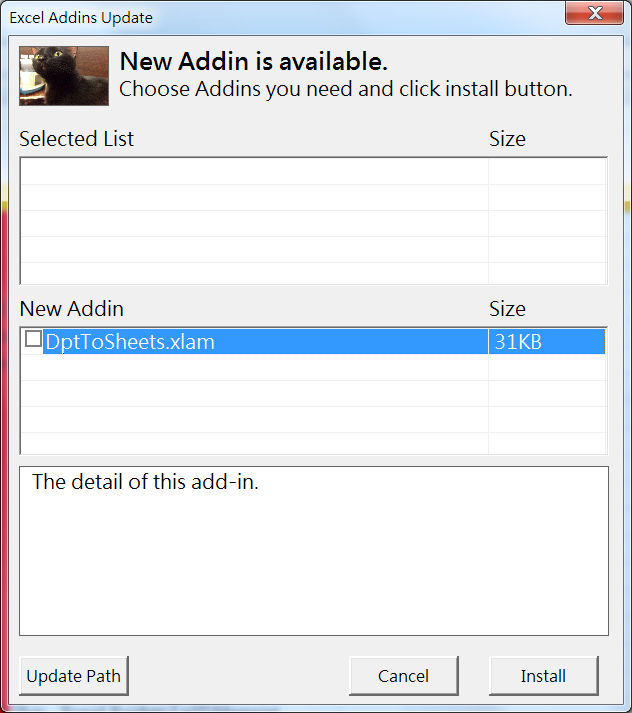 Excel Addins Update
New Addin is available.
Choose Addins you need and click install button.
Selected List Size
New Addin Size
DptToSheets.xlam 31KB
The detail of this add-in.
Update Path Cancel Install